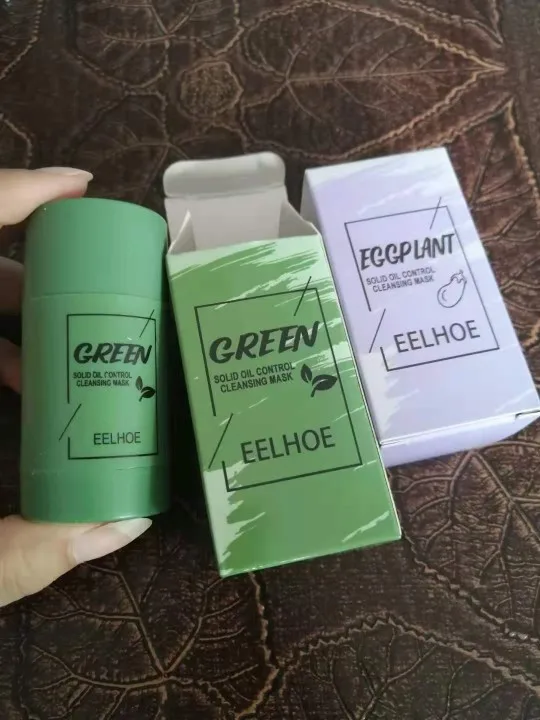 GREEN
SOLID OIL CONTROL
CLEANSING MASK
EELHOE
GREEN
SOLID OIL CONTROL
CLEANSING MASK
EELHOE
EGGPLANT
SOLID OIL CONTROL
CLEANSING MASK
EELHOE